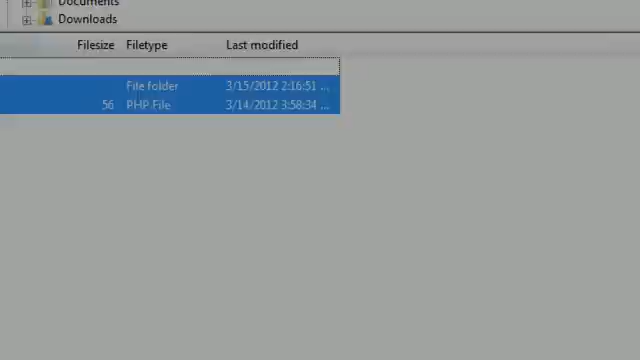 Documents
Downloads
Filesize Filetype Last modified
File folder 3/15/2012 2:16:51 ...
56 PHP File 3/14/2012 3:58:34 ...